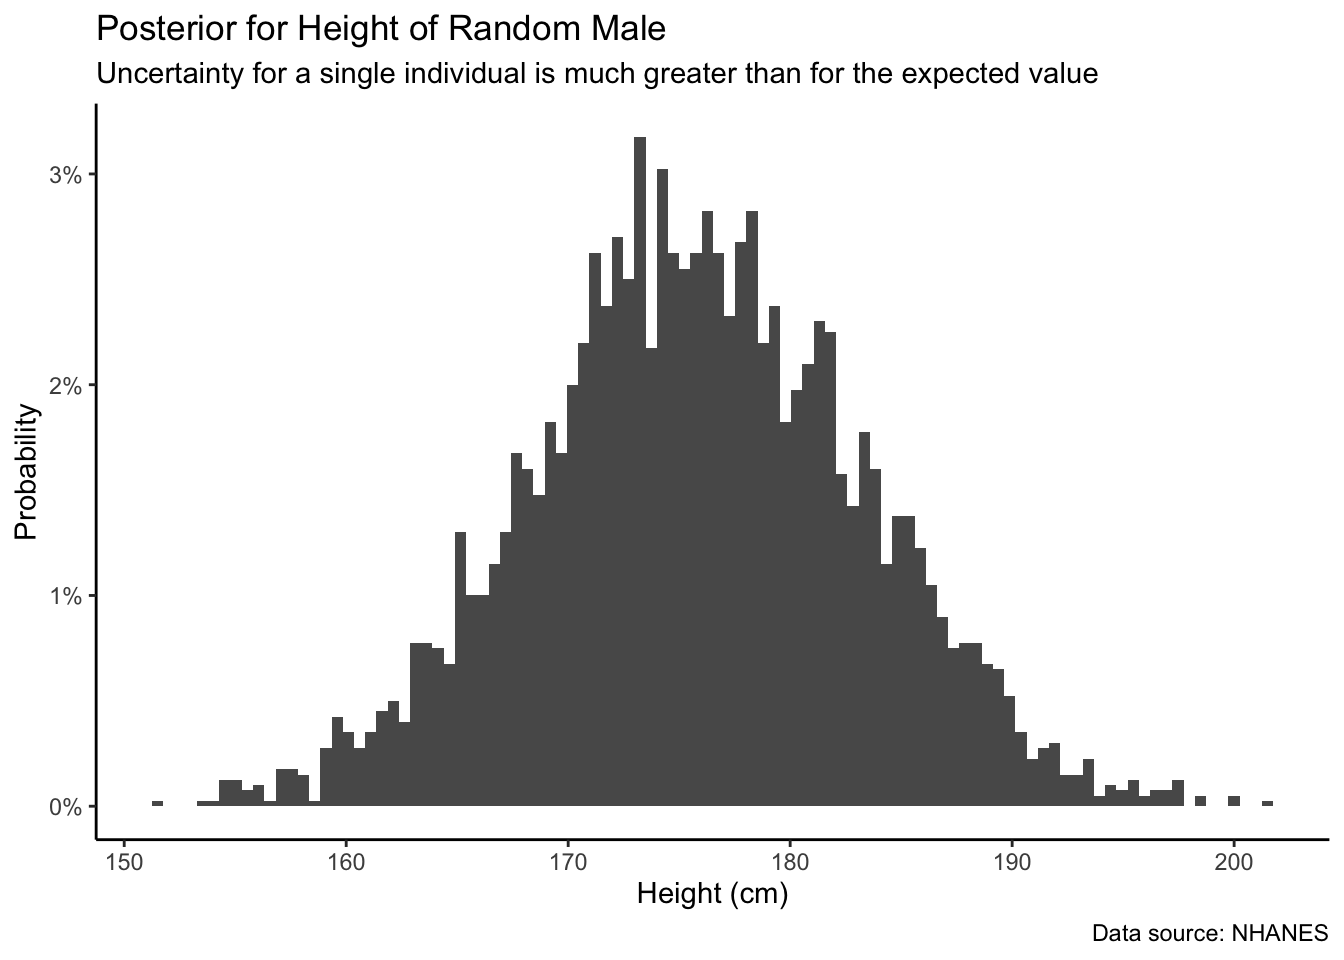 Posterior for Height of Random Male
Uncertainty for a single individual is much greater than for the expected value
3%
2%
1%
0%
Probability
150 160 170 180 190 200
Height (cm)
Data source: NHANES